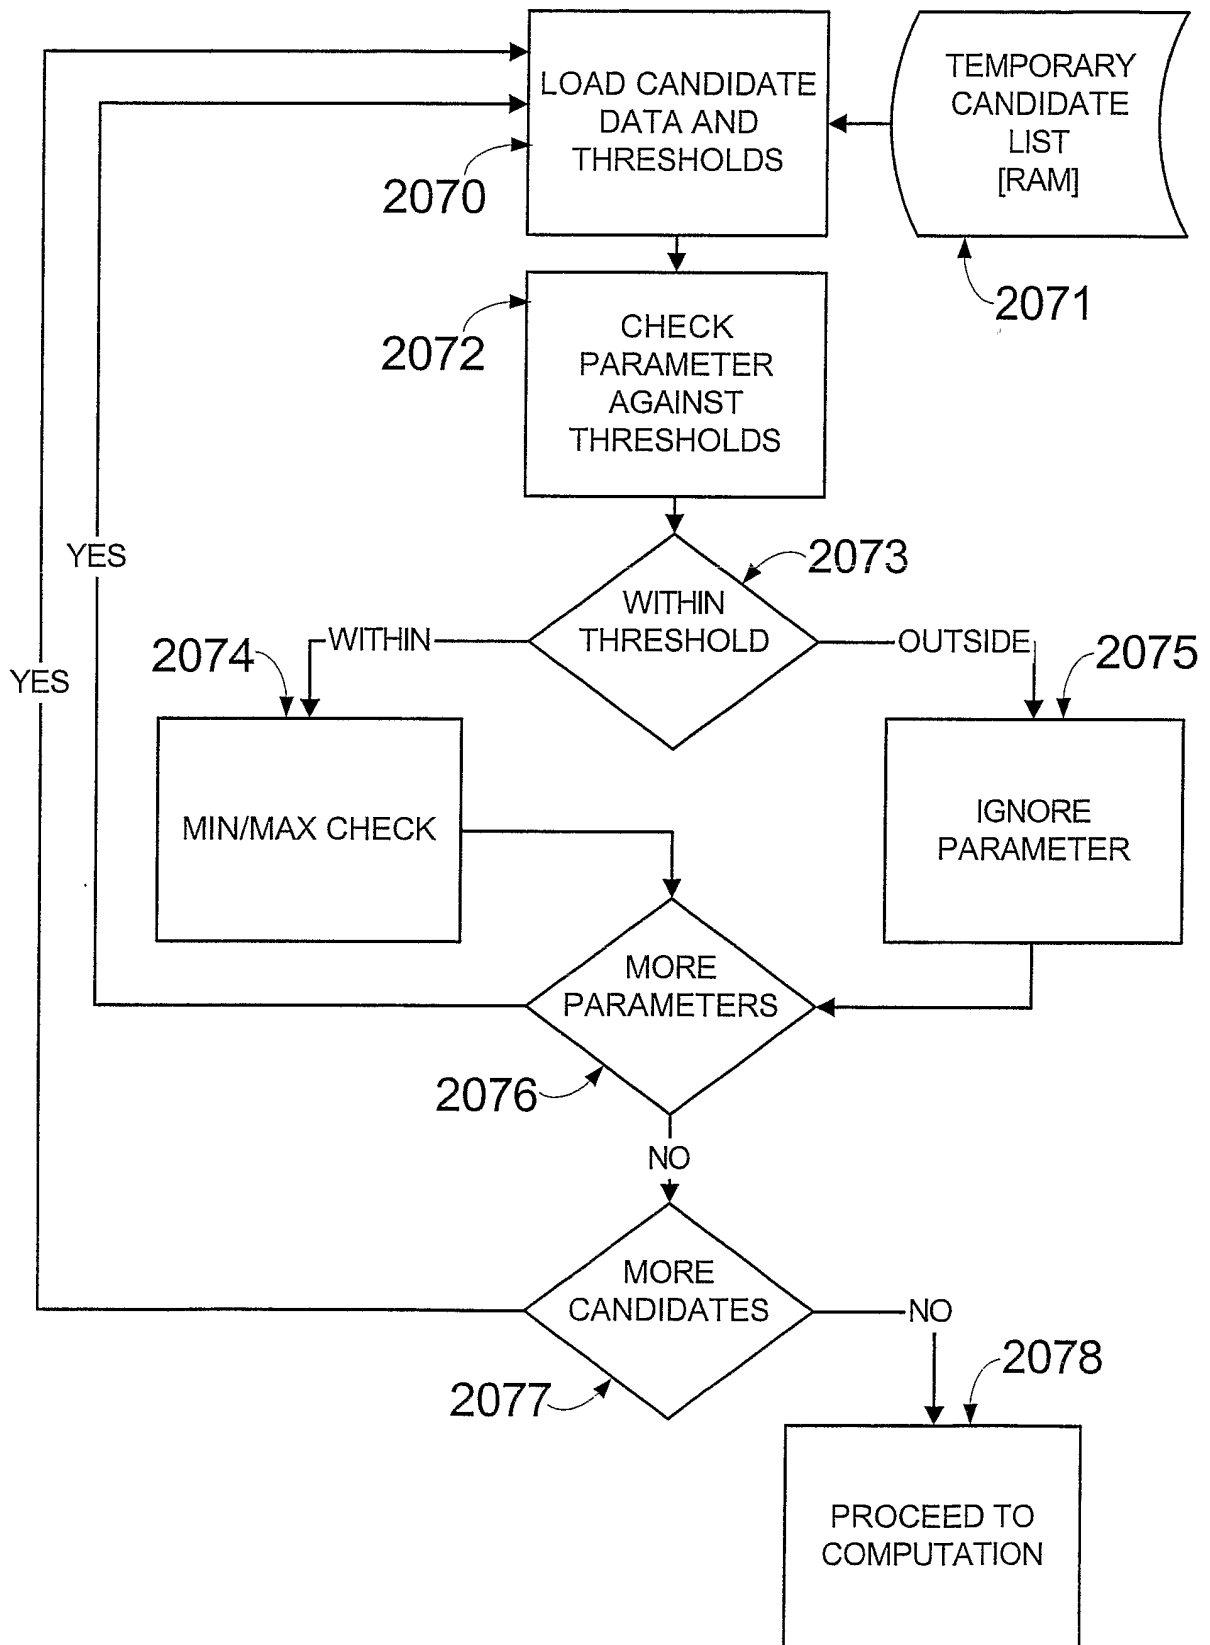 LOAD CANDIDATE
DATA AND
THRESHOLDS
2070
TEMPORARY
CANDIDATE
LIST
[RAM]
2071
CHECK
PARAMETER
AGAINST
THRESHOLDS
2072
WITHIN
THRESHOLD
2073
WITHIN
OUTSIDE
YES
YES
2074
MIN/MAX CHECK
2075
IGNORE
PARAMETER
MORE
PARAMETERS
2076
NO
MORE
CANDIDATES
2077
NO
2078
PROCEED TO
COMPUTATION